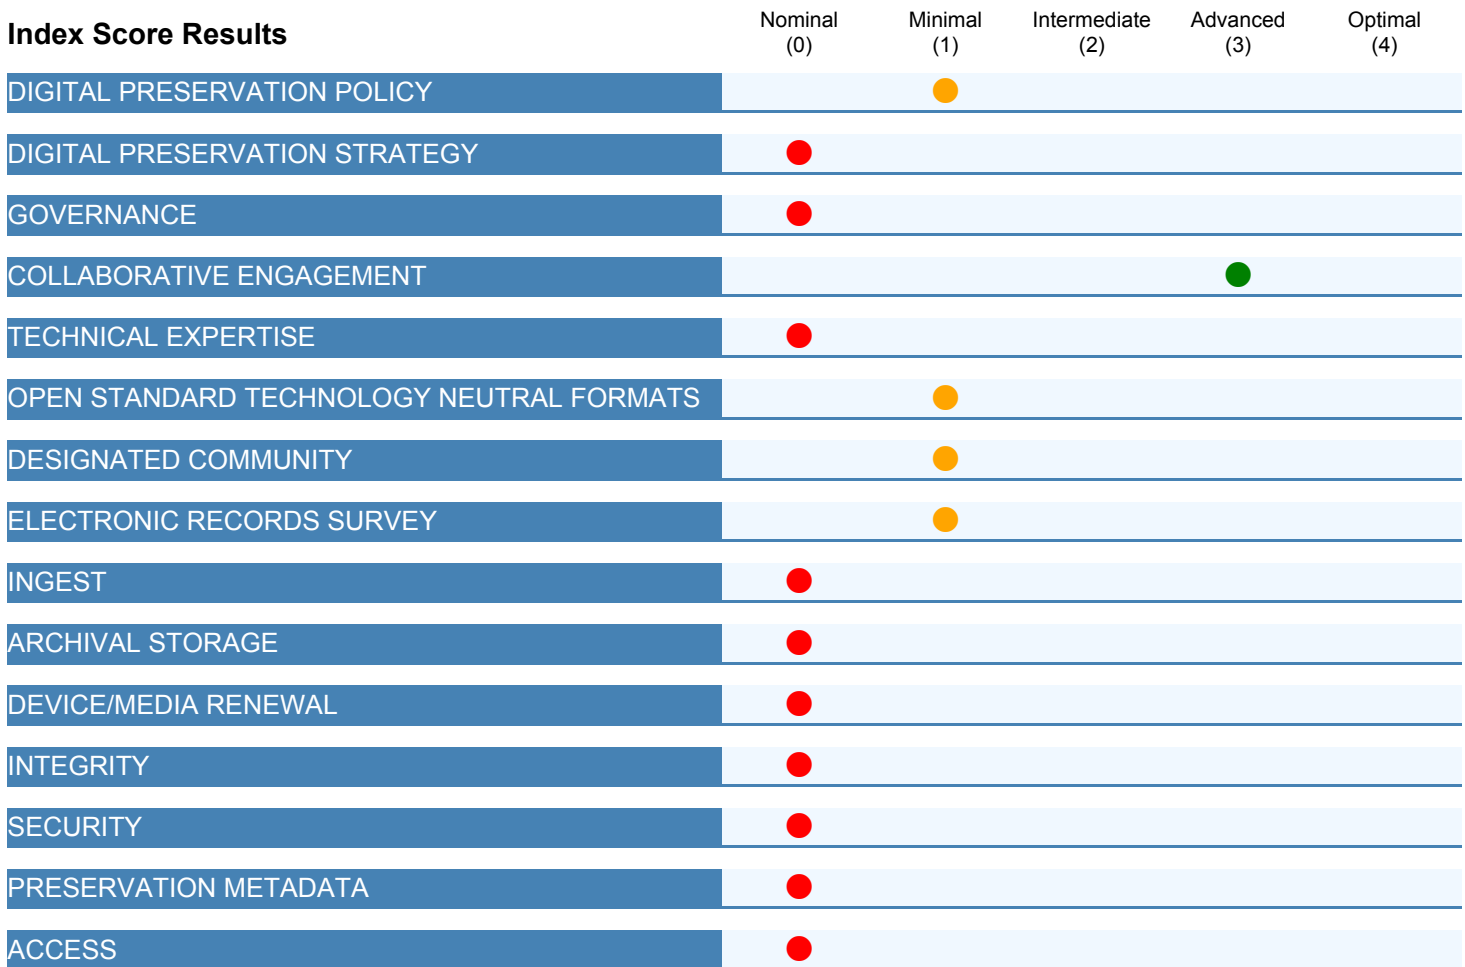 Index Score Results
Nominal Minimal Intermediate Advanced Optimal
(0) (1) (2) (3) (4)
DIGITAL PRESERVATION POLICY
DIGITAL PRESERVATION STRATEGY
GOVERNANCE
COLLABORATIVE ENGAGEMENT
TECHNICAL EXPERTISE
OPEN STANDARD TECHNOLOGY NEUTRAL FORMATS
DESIGNATED COMMUNITY
ELECTRONIC RECORDS SURVEY
INGEST
ARCHIVAL STORAGE
DEVICE/MEDIA RENEWAL
INTEGRITY
SECURITY
PRESERVATION METADATA
ACCESS